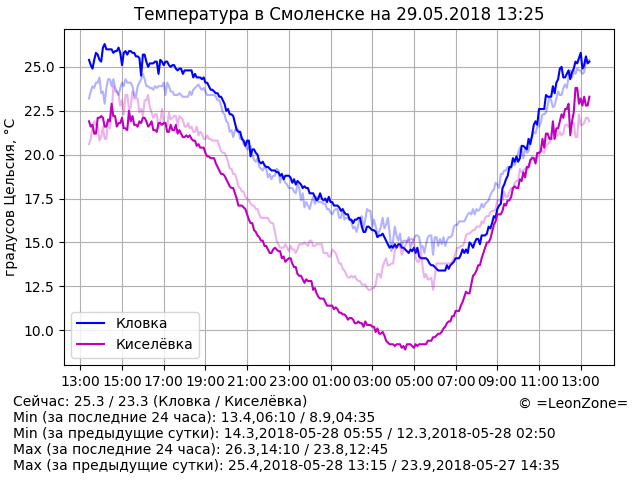 Температура в Смоленске на 29.05.2018 13:25
градусов Цельсия, °C
25.0
22.5
20.0
17.5
15.0
12.5
10.0
Кловка
Киселёвка
13:00 15:00 17:00 19:00 21:00 23:00 01:00 03:00 05:00 07:00 09:00 11:00 13:00
Сейчас: 25.3 / 23.3 (Кловка / Киселёвка)
© =LeonZone=
Min (за последние 24 часа): 13.4,06:10 / 8.9,04:35
Min (за предыдущие сутки): 14.3,2018-05-28 05:55 / 12.3,2018-05-28 02:50
Max (за последние 24 часа): 26.3,14:10 / 23.8,12:45
Max (за предыдущие сутки): 25.4,2018-05-28 13:15 / 23.9,2018-05-27 14:35